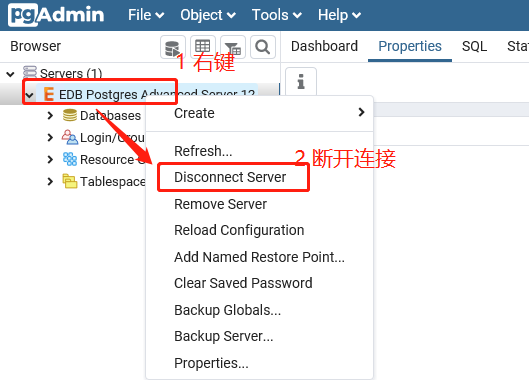 pgAdmin File Object Tools Help
Browser
Dashboard Properties SQL
Servers (1)
1 右键
EDB Postgres Advanced Server 12
Databases
Login/Grou
Resource
Tablespace
Create
Refresh...
Disconnect Server
2 断开连接
Remove Server
Reload Configuration
Add Named Restore Point...
Clear Saved Password
Backup Globals...
Backup Server...
Properties...